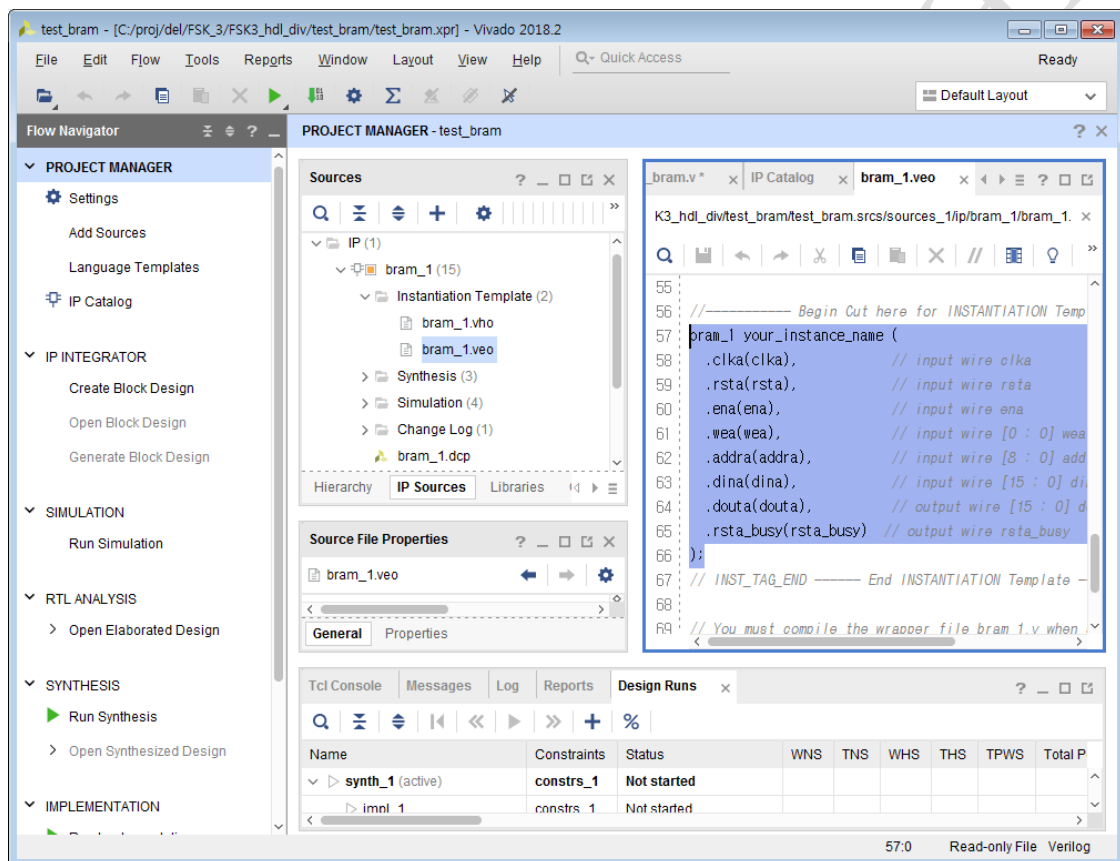 test_bram - [C:/proj/del/FSK_3/FSK3_hdl_div/test_bram/test_bram.xpr] - Vivado 2018.2
File Edit Flow Tools Reports Window Layout View Help Quick Access Ready
Default Layout
Flow Navigator
PROJECT MANAGER
Settings
Add Sources
Language Templates
IP Catalog
IP INTEGRATOR
Create Block Design
Open Block Design
Generate Block Design
SIMULATION
Run Simulation
RTL ANALYSIS
Open Elaborated Design
SYNTHESIS
Run Synthesis
Open Synthesized Design
IMPLEMENTATION
PROJECT MANAGER - test_bram
Sources
IP (1)
bram_1 (15)
Instantiation Template (2)
bram_1.vho
bram_1.veo
Synthesis (3)
Simulation (4)
Change Log (1)
bram_1.dcp
Hierarchy IP Sources Libraries
Source File Properties
bram_1.veo
General Properties
_bram.v * IP Catalog bram_1.veo
K3_hdl_div/test_bram/test_bram.srcs/sources_1/ip/bram_1/bram_1.
55
56 //----------- Begin Cut here for INSTANTIATION Temp
57 bram_1 your_instance_name (
58 .clka(clka), // input wire clka
59 .rsta(rsta), // input wire rsta
60 .ena(ena), // input wire ena
61 .wea(wea), // input wire [0 : 0] wea
62 .addra(addra), // input wire [8 : 0] add
63 .dina(dina), // input wire [15 : 0] di
64 .douta(douta), // output wire [15 : 0] d
65 .rsta_busy(rsta_busy) // output wire rsta_busy
66 );
67 // INST_TAG_END ------ End INSTANTIATION Template -
68
69 // You must compile the wrapper file bram_1.v when
Tcl Console Messages Log Reports Design Runs
Name Constraints Status WNS TNS WHS THS TPWS Total P
synth_1 (active) constrs_1 Not started
impl_1 constrs_1 Not started
57:0 Read-only File Verilog